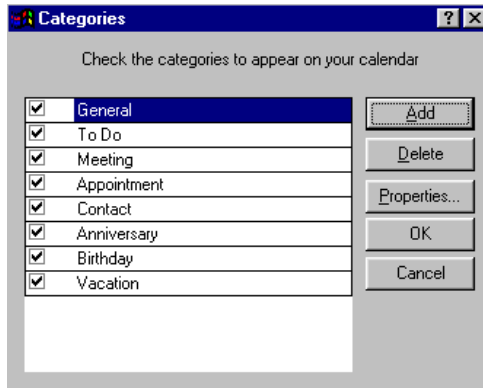 Categories
Check the categories to appear on your calendar
General
To Do
Meeting
Appointment
Contact
Anniversary
Birthday
Vacation
Add
Delete
Properties...
OK
Cancel